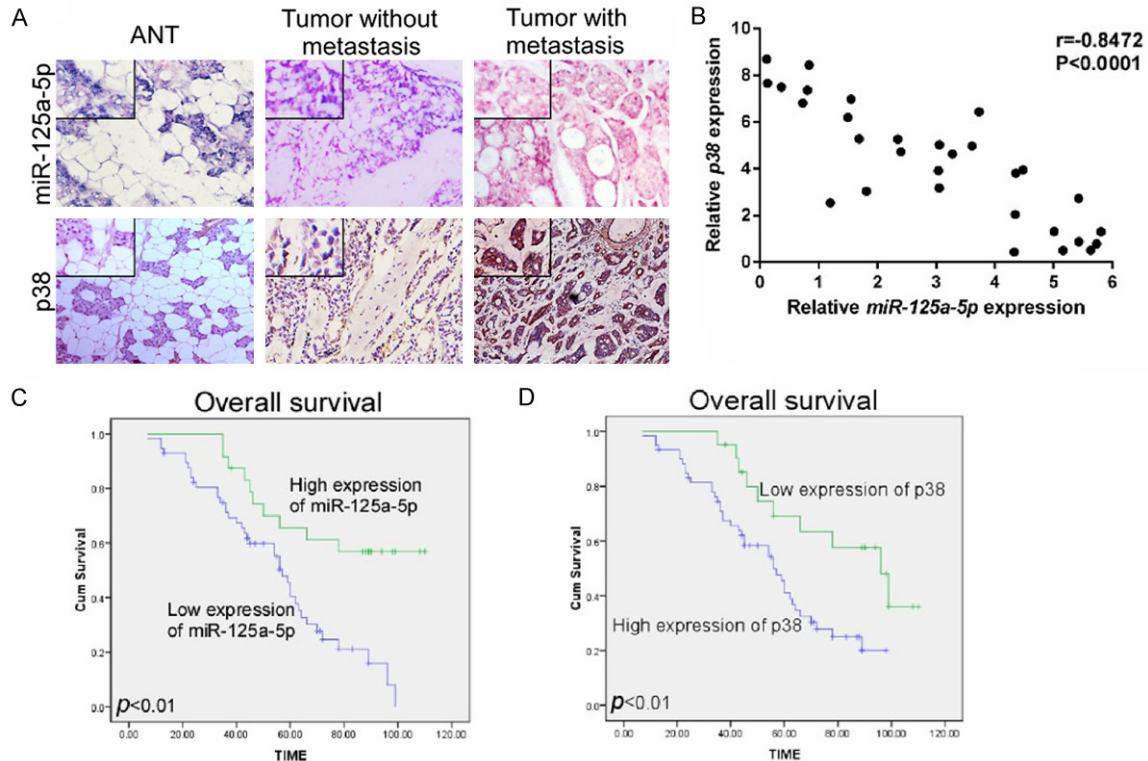 A
ANT
Tumor without
metastasis
Tumor with
metastasis
miR-125a-5p
p38
B
10
8
6
4
2
0
Relative p38 expression
r=-0.8472
P<0.0001
0 1 2 3 4 5 6
Relative miR-125a-5p expression
C
Overall survival
1.0
0.8
0.6
0.4
0.2
0.0
Cum Survival
High expression
of miR-125a-5p
Low expression
of miR-125a-5p
p<0.01
0.00 20.00 40.00 60.00 80.00 100.00 120.00
TIME
D
Overall survival
1.0
0.8
0.6
0.4
0.2
0.0
Cum Survival
Low expression of p38
High expression of p38
p<0.01
0.00 20.00 40.00 60.00 80.00 100.00 120.00
TIME